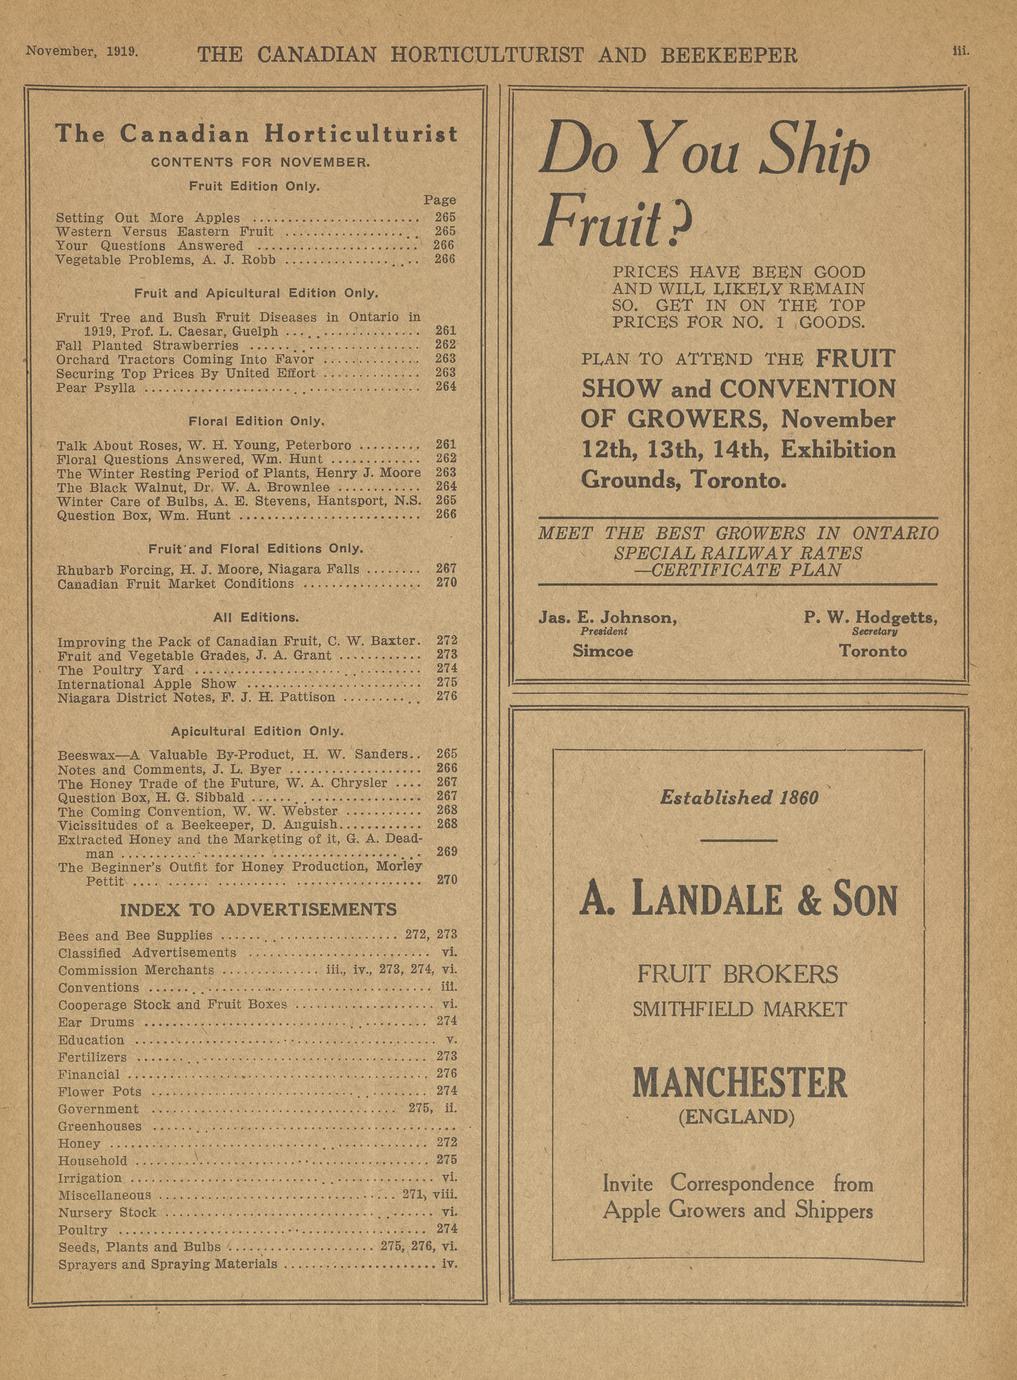 November, 1919.
THE CANADIAN HORTICULTURIST AND BEEKEEPER
iii.
The Canadian Horticulturist
CONTENTS FOR NOVEMBER.
Fruit Edition Only.
Page
Setting Out More Apples ........................ 265
Western Versus Eastern Fruit ................... 265
Your Questions Answered ....................... 266
Vegetable Problems, A. J. Robb ................... 266
Fruit and Apicultural Edition Only.
Fruit Tree and Bush Fruit Diseases in Ontario in
1919, Prof. L. Caesar, Guelph .................... 261
Fall Planted Strawberries ......................... 262
Orchard Tractors Coming Into Favor .............. 263
Securing Top Prices By United Effort .............. 263
Pear Psylla ........................................ 264
Floral Edition Only.
Talk About Roses, W. H. Young, Peterboro ......... 261
Floral Questions Answered, Wm. Hunt ............. 262
The Winter Resting Period of Plants, Henry J. Moore 263
The Black Walnut, Dr. W. A. Brownlee ............ 264
Winter Care of Bulbs, A. E. Stevens, Hantsport, N.S. 265
Question Box, Wm. Hunt .......................... 266
Fruit and Floral Editions Only.
Rhubarb Forcing, H. J. Moore, Niagara Falls ........ 267
Canadian Fruit Market Conditions ................. 270
All Editions.
Improving the Pack of Canadian Fruit, C. W. Baxter. 272
Fruit and Vegetable Grades, J. A. Grant ............ 273
The Poultry Yard ................................. 274
International Apple Show ......................... 275
Niagara District Notes, F. J. H. Pattison ........... 276
Apicultural Edition Only.
Beeswax—A Valuable By-Product, H. W. Sanders.. 265
Notes and Comments, J. L. Byer ................... 266
The Honey Trade of the Future, W. A. Chrysler .... 267
Question Box, H. G. Sibbald ........................ 267
The Coming Convention, W. W. Webster ........... 268
Vicissitudes of a Beekeeper, D. Anguish............ 268
Extracted Honey and the Marketing of it, G. A. Dead-
man ............................................ 269
The Beginner's Outfit for Honey Production, Morley
Pettit .......................................... 270
INDEX TO ADVERTISEMENTS
Bees and Bee Supplies ......................... 272, 273
Classified Advertisements .......................... vi.
Commission Merchants .............. iii., iv., 273, 274, vi.
Conventions ........................................ iii.
Cooperage Stock and Fruit Boxes .................... vi.
Ear Drums ......................................... 274
Education .......................................... v.
Fertilizers .......................................... 273
Financial ........................................... 276
Flower Pots ........................................ 274
Government ................................... 275, ii.
Greenhouses ............................................
Honey .............................................. 272
Household .......................................... 275
Irrigation ........................................... vi.
Miscellaneous .................................. 271, viii.
Nursery Stock ...................................... vi.
Poultry ............................................ 274
Seeds, Plants and Bulbs ..................... 275, 276, vi.
Sprayers and Spraying Materials ...................... iv.
Do You Ship
Fruit?
PRICES HAVE BEEN GOOD
AND WILL LIKELY REMAIN
SO. GET IN ON THE TOP
PRICES FOR NO. 1 GOODS.
PLAN TO ATTEND THE FRUIT
SHOW and CONVENTION
OF GROWERS, November
12th, 13th, 14th, Exhibition
Grounds, Toronto.
MEET THE BEST GROWERS IN ONTARIO
SPECIAL RAILWAY RATES
—CERTIFICATE PLAN
Jas. E. Johnson, P. W. Hodgetts,
President Secretary
Simcoe Toronto
Established 1860
A. LANDALE & SON
FRUIT BROKERS
SMITHFIELD MARKET
MANCHESTER
(ENGLAND)
Invite Correspondence from
Apple Growers and Shippers